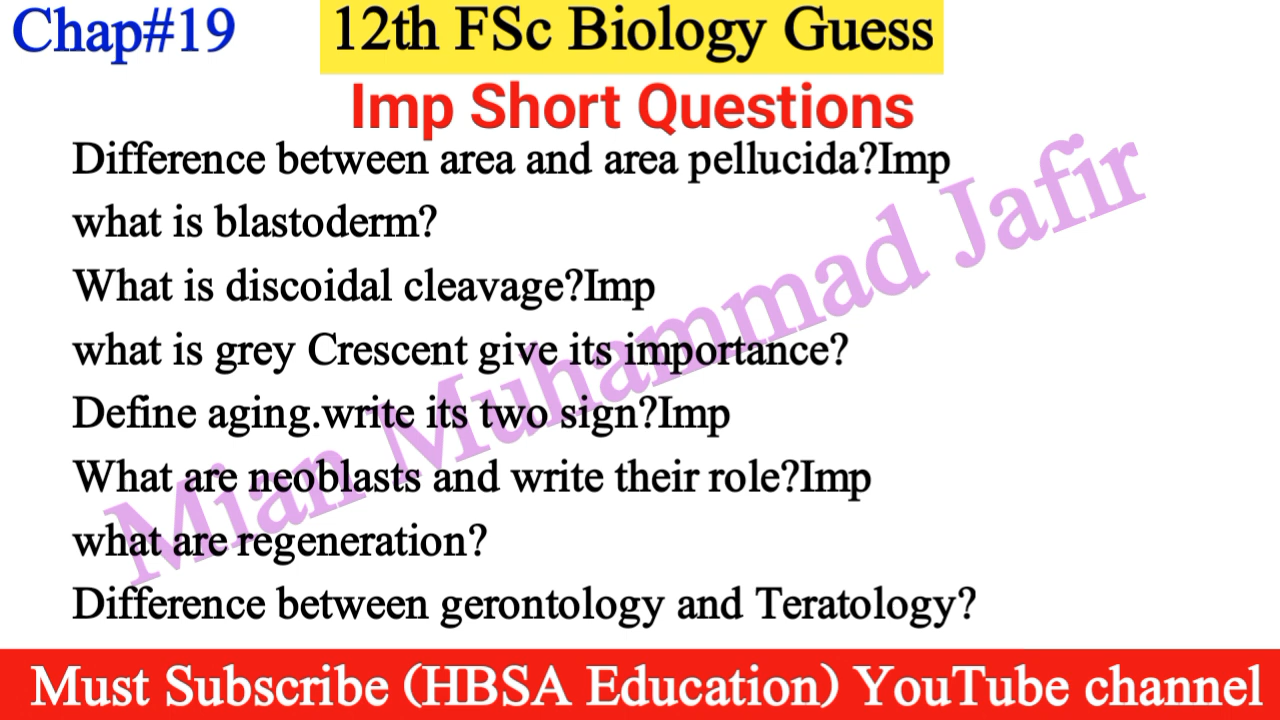 Chap#19
12th FSc Biology Guess
Imp Short Questions
Difference between area and area pellucida?Imp
what is blastoderm?
What is discoidal cleavage?Imp
what is grey Crescent give its importance?
Define aging.write its two sign?Imp
What are neoblasts and write their role?Imp
what are regeneration?
Difference between gerontology and Teratology?
Mian Muhammad Jafir
Must Subscribe (HBSA Education) YouTube channel